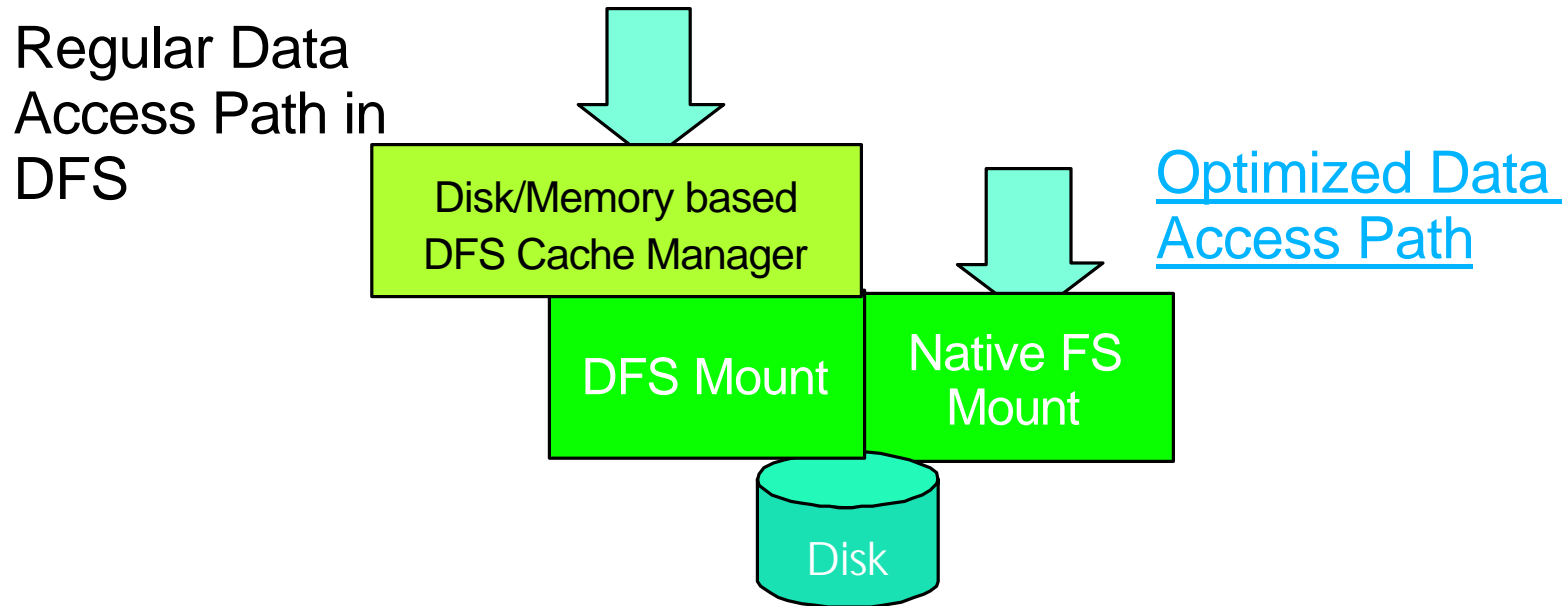 Regular Data
Access Path in
DFS
Disk/Memory based
DFS Cache Manager
Optimized Data
Access Path
DFS Mount
Native FS
Mount
Disk